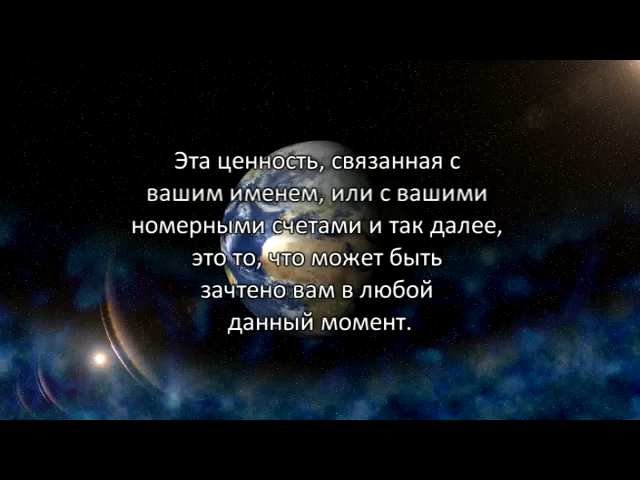 Эта ценность, связанная с
вашим именем, или с вашими
номерными счетами и так далее,
это то, что может быть
зачтено вам в любой
данный момент.